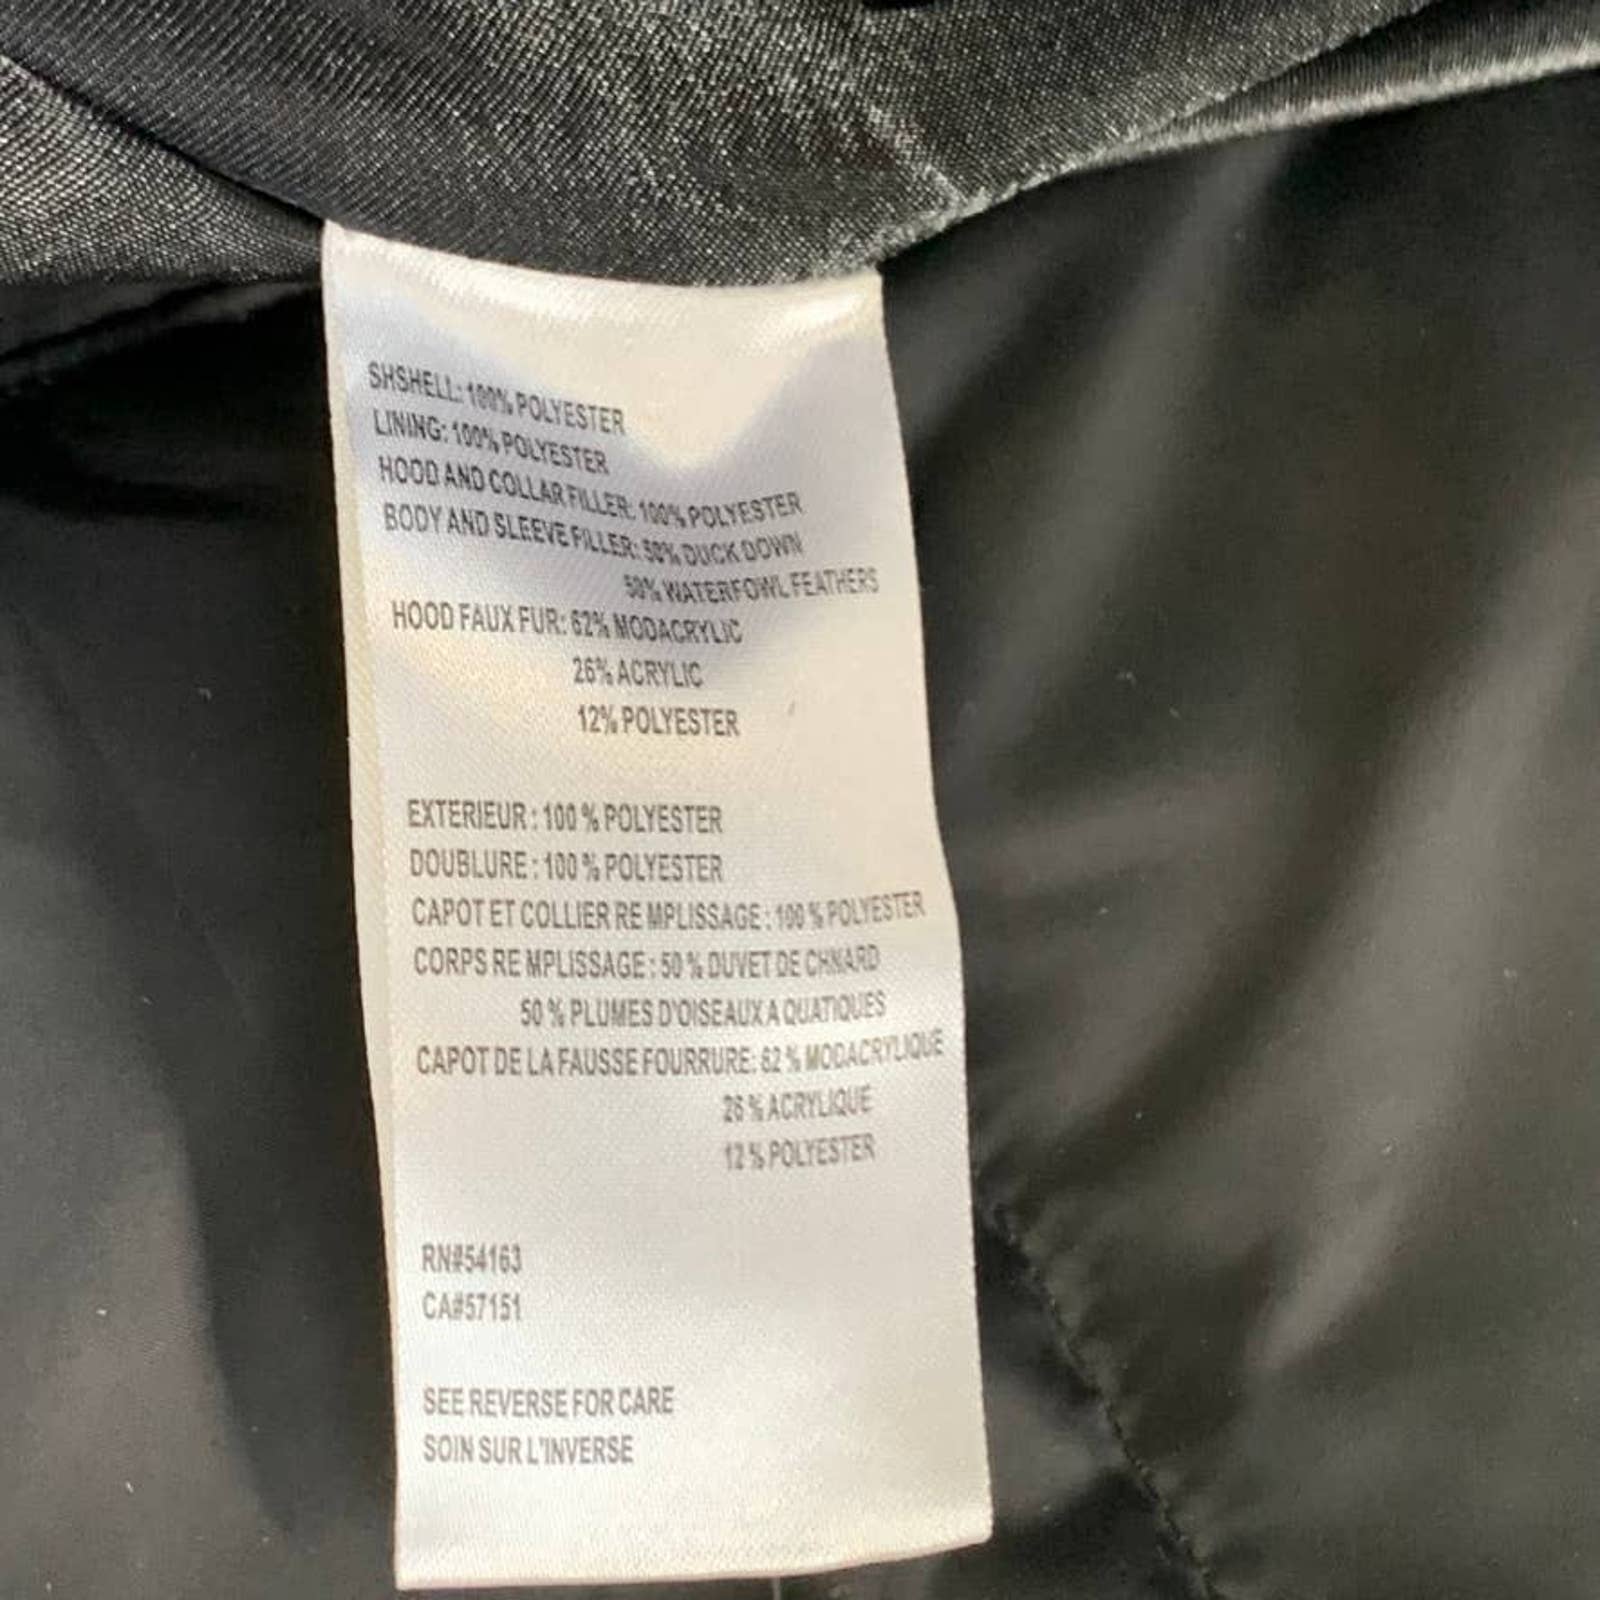 SHSHELL: 100% POLYESTER
LINING: 100% POLYESTER
HOOD AND COLLAR FILLER: 100% POLYESTER
BODY AND SLEEVE FILLER: 50% DUCK DOWN
50% WATERFOWL FEATHERS
HOOD FAUX FUR: 62% MODACRYLIC
26% ACRYLIC
12% POLYESTER
EXTERIEUR : 100 % POLYESTER
DOUBLURE : 100 % POLYESTER
CAPOT ET COLLIER RE MPLISSAGE : 100 % POLYESTER
CORPS RE MPLISSAGE : 50 % DUVET DE CHNARD
50 % PLUMES D'OISEAUX A QUATIQUES
CAPOT DE LA FAUSSE FOURRURE: 62 % MODACRYLIQUE
26 % ACRYLIQUE
12 % POLYESTER
RN#54163
CA#57151
SEE REVERSE FOR CARE
SOIN SUR L'INVERSE